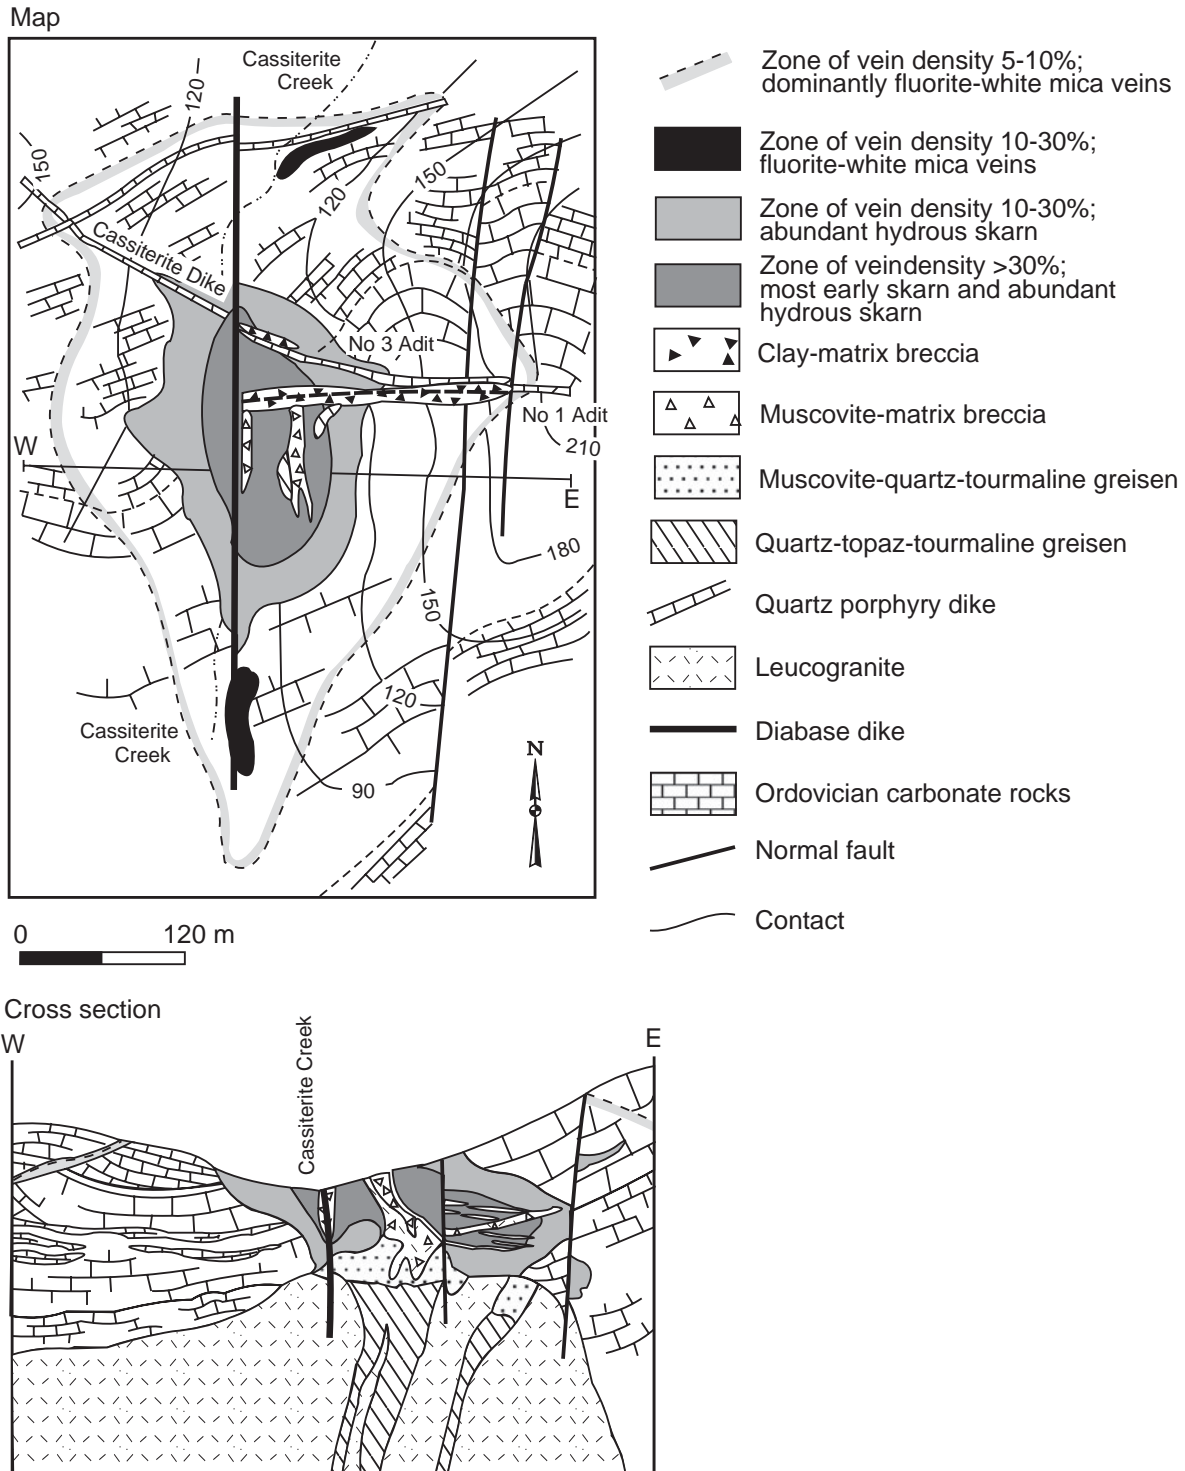 Map
Cassiterite
Creek
120
150
150
120
Cassiterite Dike
No 3 Adit
No 1 Adit
210
W
E
180
150
120
Cassiterite
Creek
90
N
0 120 m
Zone of vein density 5-10%;
dominantly fluorite-white mica veins
Zone of vein density 10-30%;
fluorite-white mica veins
Zone of vein density 10-30%;
abundant hydrous skarn
Zone of veindensity >30%;
most early skarn and abundant
hydrous skarn
Clay-matrix breccia
Muscovite-matrix breccia
Muscovite-quartz-tourmaline greisen
Quartz-topaz-tourmaline greisen
Quartz porphyry dike
Leucogranite
Diabase dike
Ordovician carbonate rocks
Normal fault
Contact
Cross section
W
Cassiterite Creek
E